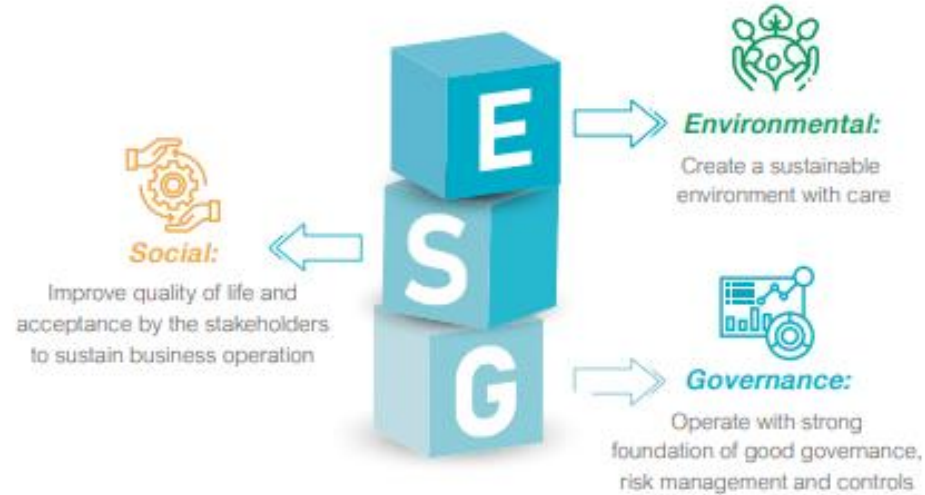 E
Environmental:
Create a sustainable
environment with care
S
Social:
Improve quality of life and
acceptance by the stakeholders
to sustain business operation
G
Governance:
Operate with strong
foundation of good governance,
risk management and controls